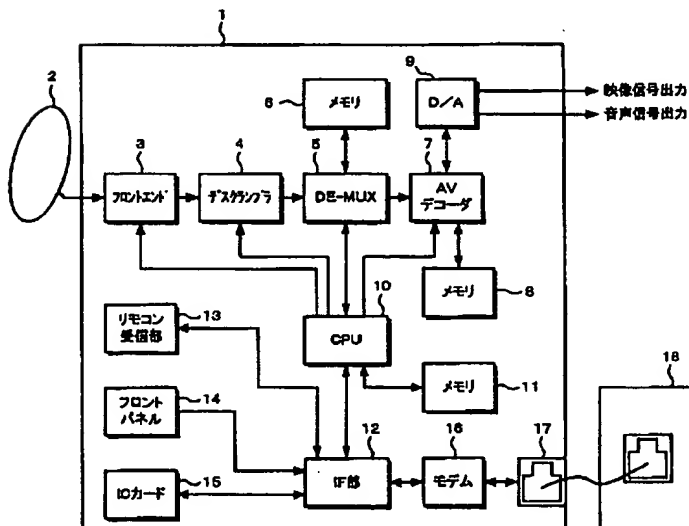 1
2
9
D/A
映像信号出力
音声信号出力
6
メモリ
3
4
5
7
フロントエンド
デスクランブラ
DE-MUX
AV
デコーダ
メモリ
8
10
CPU
リモコン
受信部
13
メモリ
11
18
フロント
パネル
14
12
16
17
ICカード
15
IF部
モデム